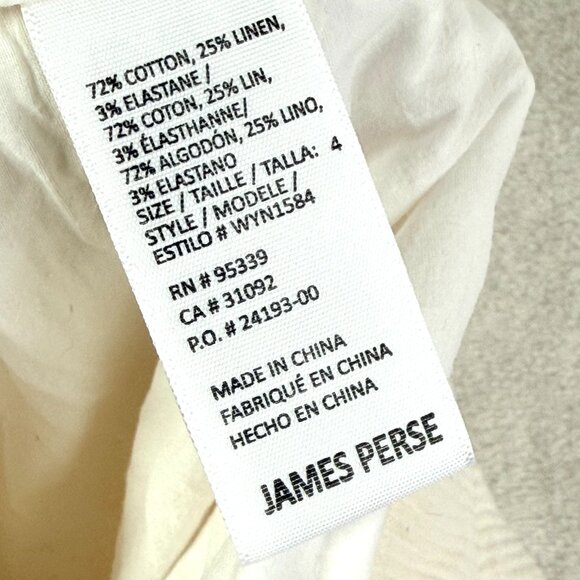 72% COTTON, 25% LINEN,
3% ELASTANE /
72% COTON, 25% LIN,
3% ÉLASTHANNE/
72% ALGODÓN, 25% LINO,
3% ELASTANO
SIZE / TAILLE / TALLA: 4
STYLE / MODELE /
ESTILO # WYN1584
RN # 95339
CA # 31092
P.O. # 24193-00
MADE IN CHINA
FABRIQUÉ EN CHINA
HECHO EN CHINA
JAMES PERSE